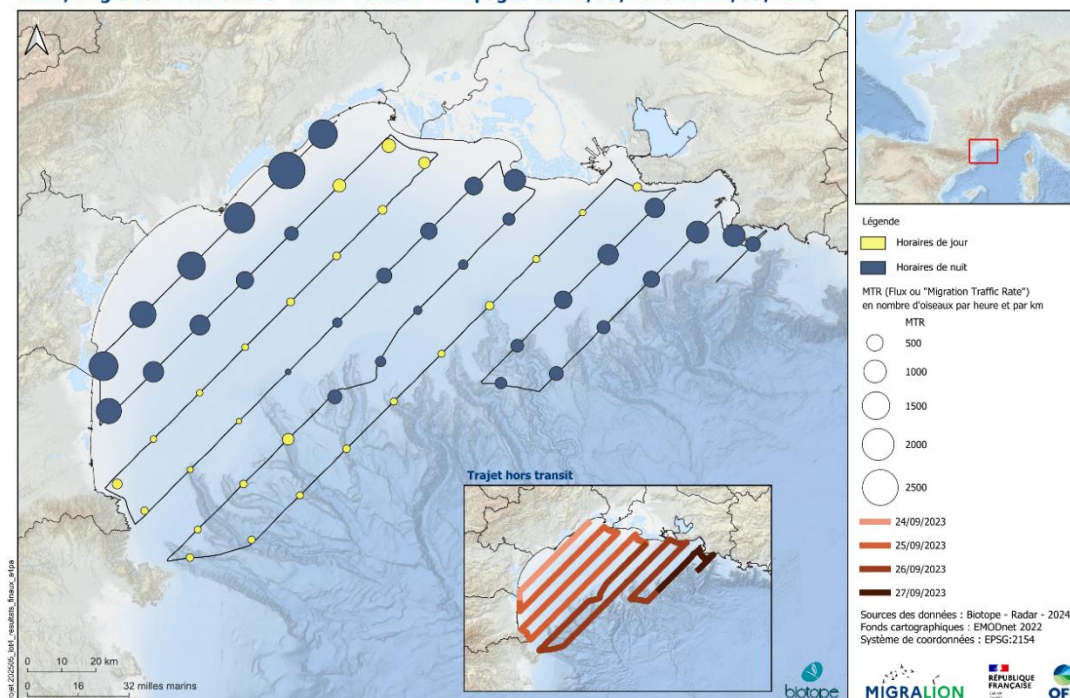 Légende
Horaires de jour
Horaires de nuit
MTR (Flux ou "Migration Traffic Rate")
en nombre d'oiseaux par heure et par km
MTR
500
1000
1500
2000
2500
24/09/2023
25/09/2023
26/09/2023
27/09/2023
Sources des données : Biotope - Radar - 2024
Fonds cartographiques : EMODnet 2022
Système de coordonnées : EPSG:2154
Trajet hors transit
0 10 20 km
0 16 32 milles marins
biotope
MIGRALION
RÉPUBLIQUE
FRANÇAISE